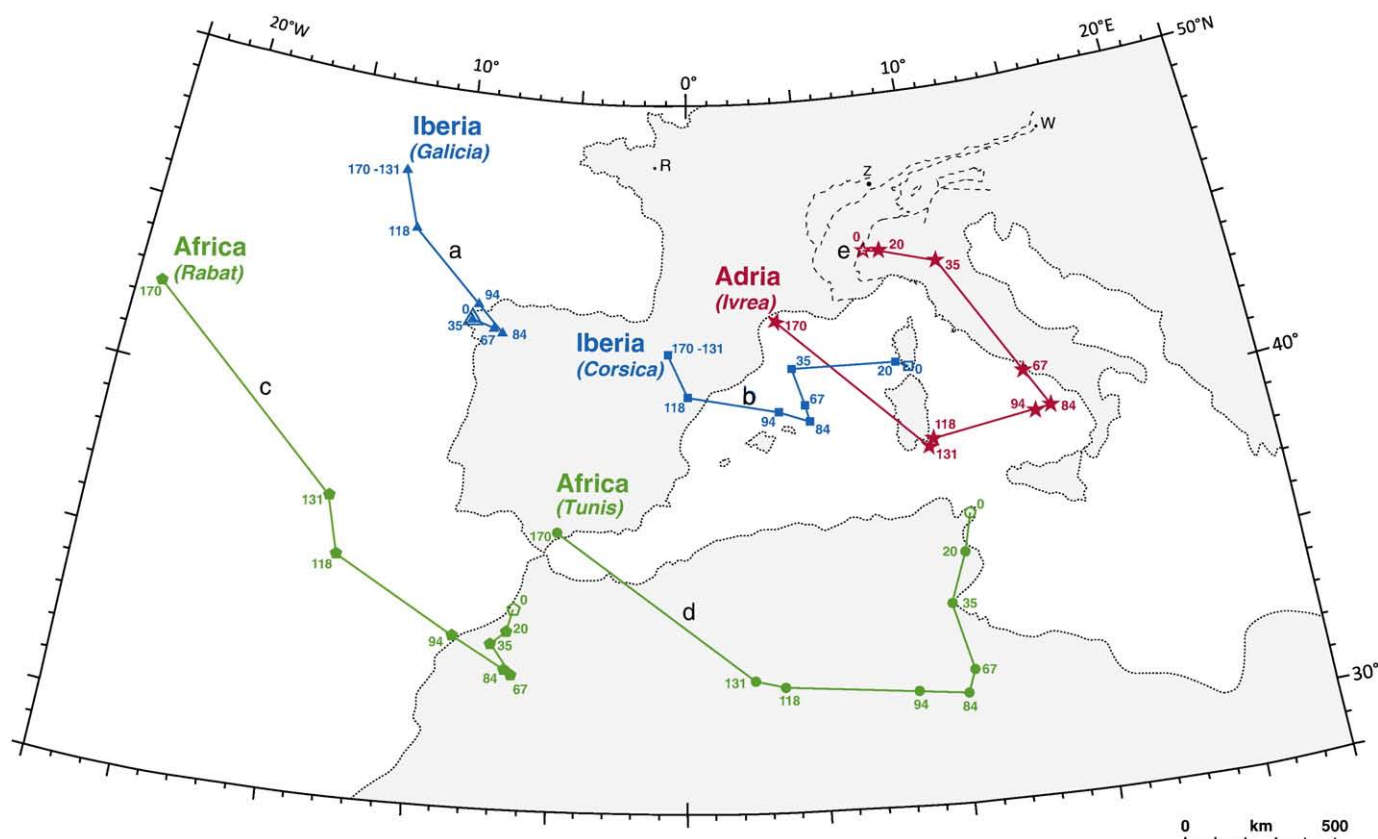 20°W
10°
0°
10°
20°E
50°N
40°
30°
Iberia
(Galicia)
170 -131
118
a
94
0
35
67
84
Africa
(Rabat)
170
c
131
118
94
0
20
35
84
67
R
W
Z
Adria
(Ivrea)
170
e
0
20
35
67
94
84
118
131
Iberia
(Corsica)
170 -131
118
b
94
84
67
35
20
0
Africa
(Tunis)
170
d
131
118
94
84
67
35
20
0
0 km 500